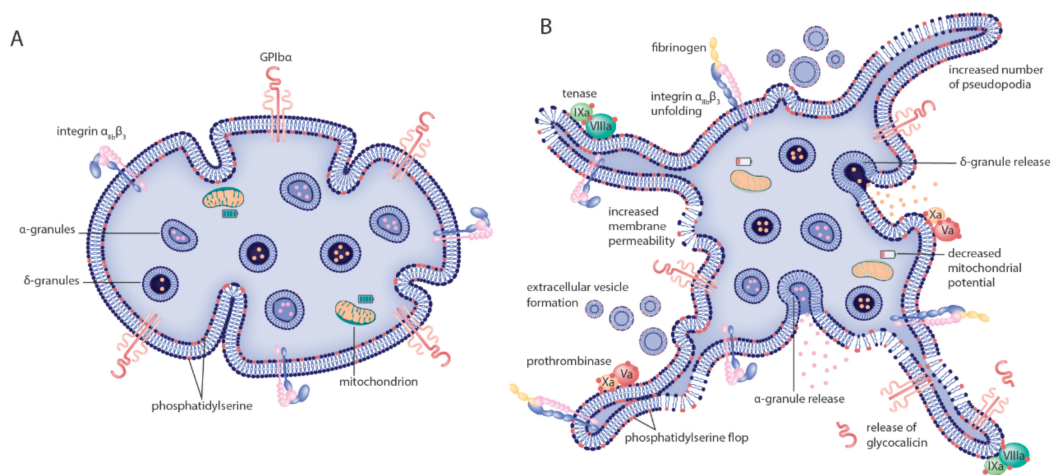 A
GPIbα
integrin αIIbβ3
α-granules
δ-granules
phosphatidylserine
mitochondrion
B
fibrinogen
tenase
IXa
VIIIa
integrin αIIbβ3
unfolding
increased number
of pseudopodia
δ-granule release
Xa
Va
increased
membrane
permeability
decreased
mitochondrial
potential
extracellular vesicle
formation
prothrombinase
Xa
Va
α-granule release
phosphatidylserine flop
release of
glycocalicin
VIIIa
IXa